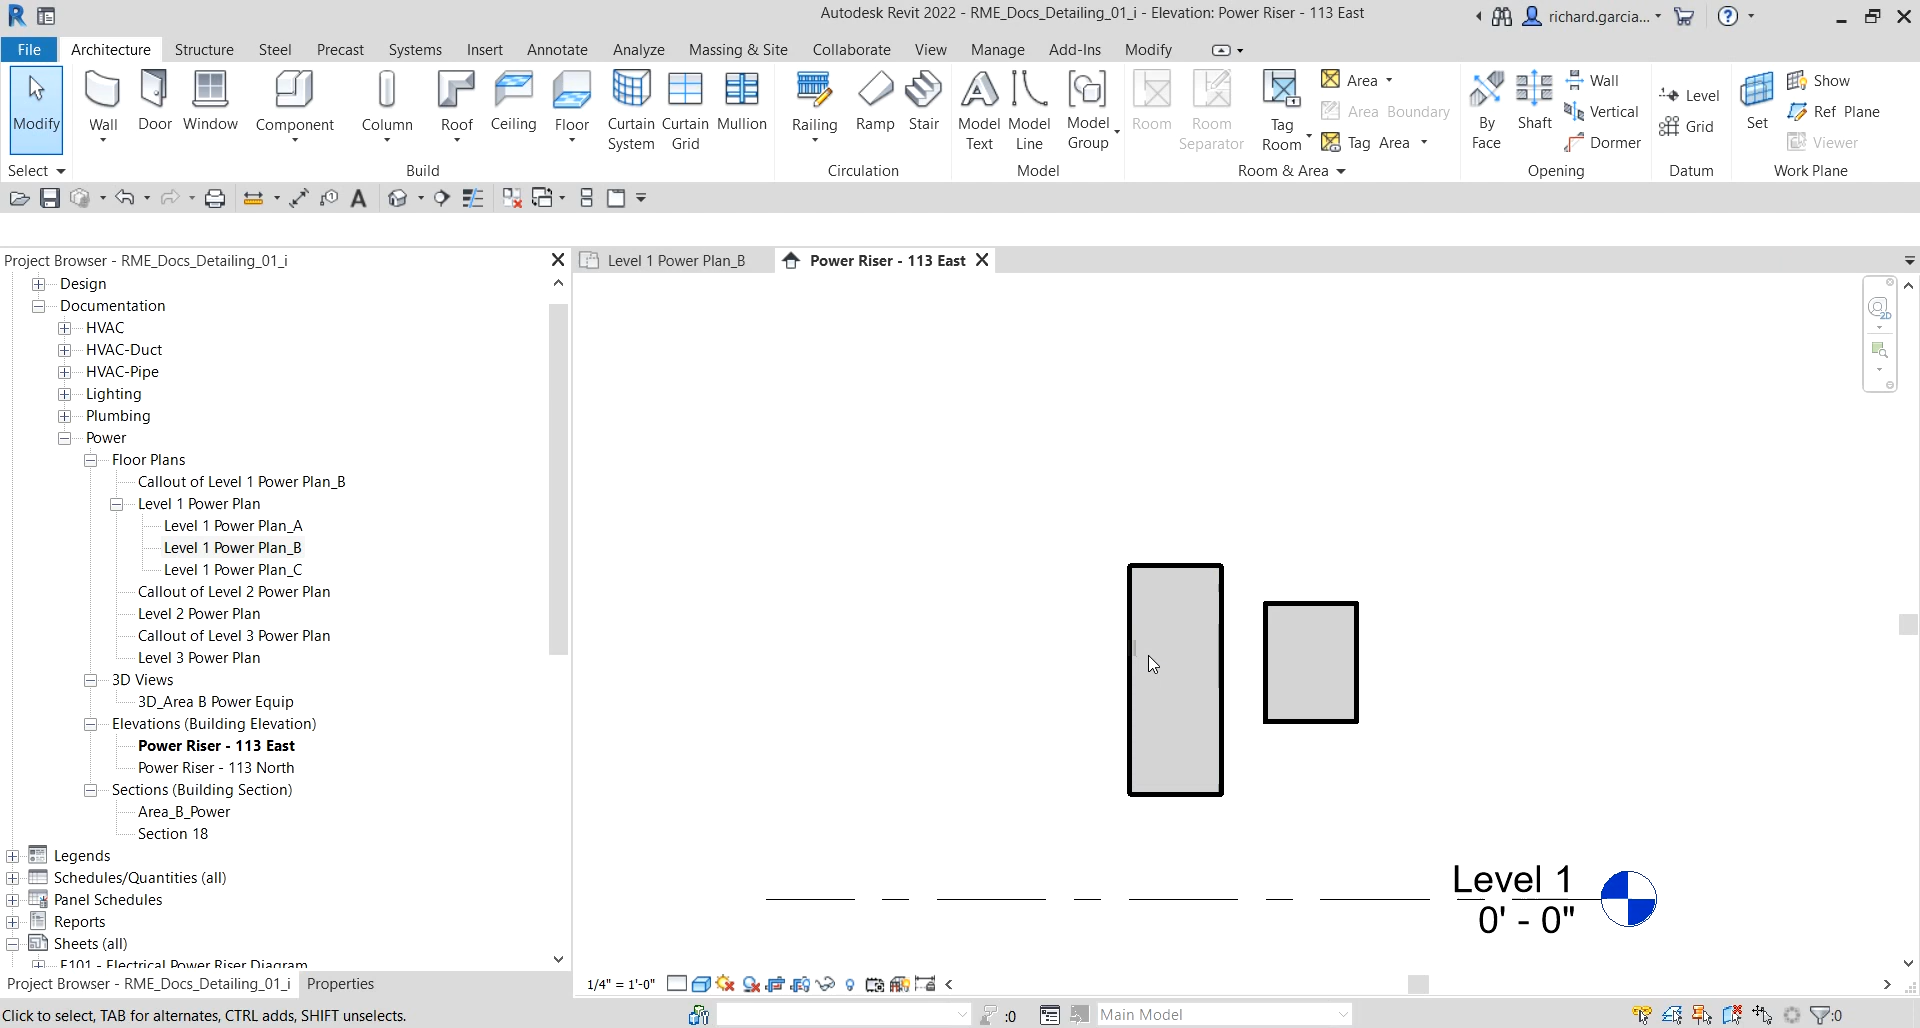 Autodesk Revit 2022 - RME_Docs_Detailing_01_i - Elevation: Power Riser - 113 East
richard.garcia...
File Architecture Structure Steel Precast Systems Insert Annotate Analyze Massing & Site Collaborate View Manage Add-Ins Modify
Modify
Wall
Door
Window
Component
Column
Roof
Ceiling
Floor
Curtain System
Curtain Grid
Mullion
Railing
Ramp
Stair
Model Text
Model Line
Model Group
Room
Room Separator
Tag Room
Area
Area Boundary
Tag Area
By Face
Shaft
Wall
Vertical
Dormer
Level
Grid
Set
Show
Ref Plane
Viewer
Select Build Circulation Model Room & Area Opening Datum Work Plane
Project Browser - RME_Docs_Detailing_01_i
Level 1 Power Plan_B
Power Riser - 113 East
Design
Documentation
HVAC
HVAC-Duct
HVAC-Pipe
Lighting
Plumbing
Power
Floor Plans
Callout of Level 1 Power Plan_B
Level 1 Power Plan
Level 1 Power Plan_A
Level 1 Power Plan_B
Level 1 Power Plan_C
Callout of Level 2 Power Plan
Level 2 Power Plan
Callout of Level 3 Power Plan
Level 3 Power Plan
3D Views
3D_Area B Power Equip
Elevations (Building Elevation)
Power Riser - 113 East
Power Riser - 113 North
Sections (Building Section)
Area_B_Power
Section 18
Legends
Schedules/Quantities (all)
Panel Schedules
Reports
Sheets (all)
E101 - Electrical Power Riser Diagram
2D
Level 1
0' - 0"
Project Browser - RME_Docs_Detailing_01_i
Properties
1/4" = 1'-0"
Click to select, TAB for alternates, CTRL adds, SHIFT unselects.
:0
Main Model
:0